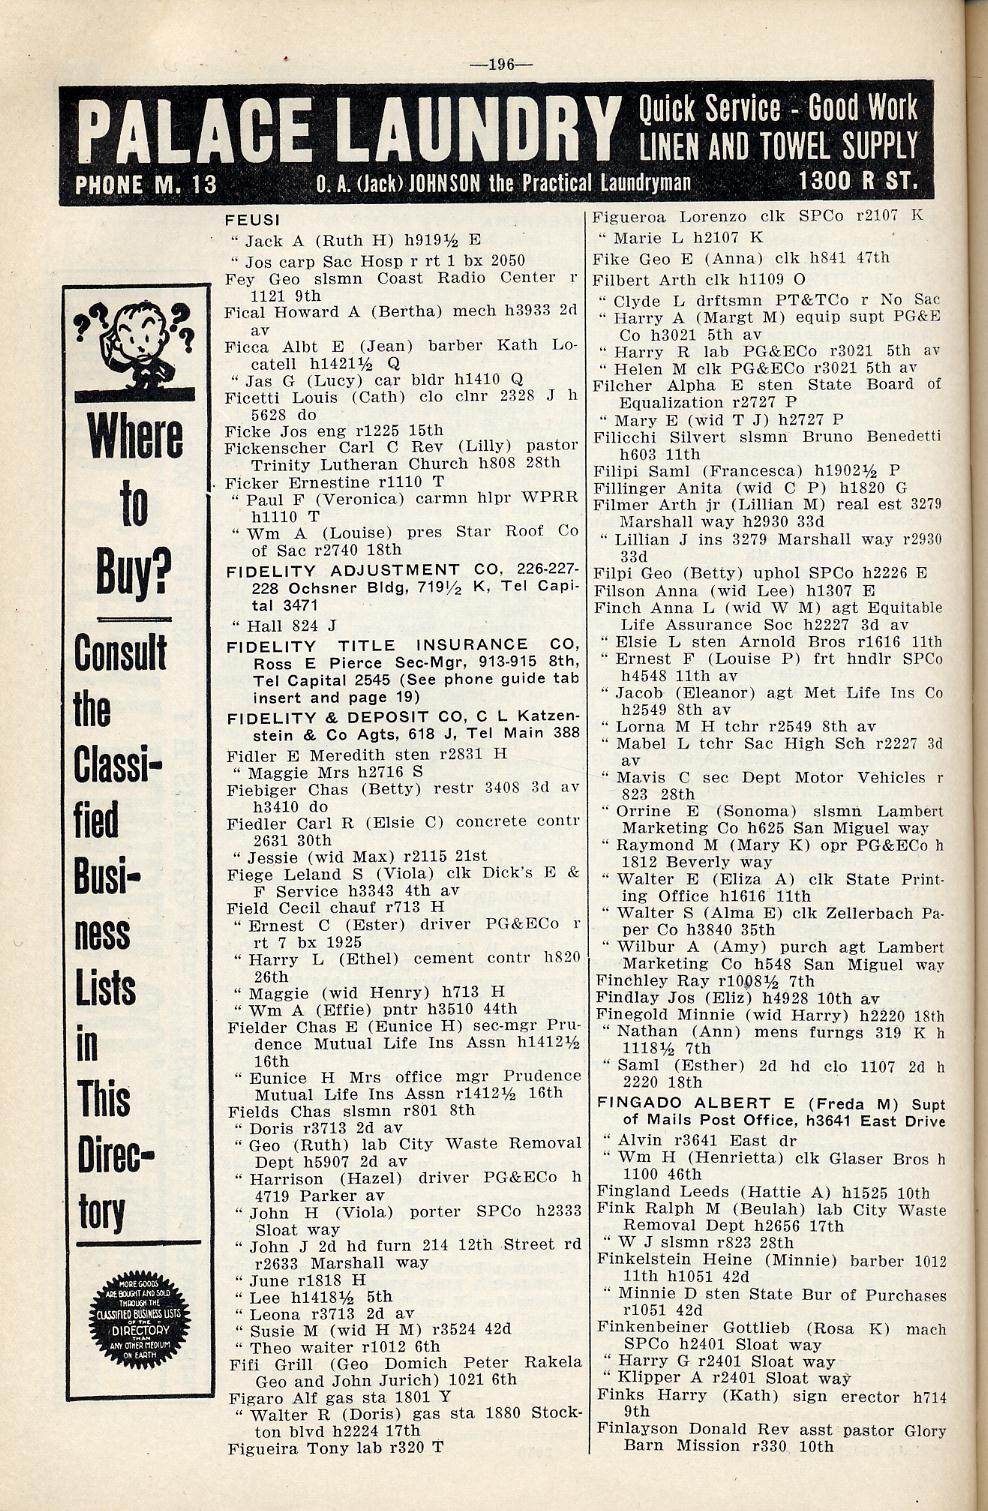 —196—
PALACE LAUNDRY
Quick Service - Good Work
LINEN AND TOWEL SUPPLY
PHONE M. 13
O. A. (Jack) JOHNSON the Practical Laundryman
1300 R ST.
? ? ? ?
Where
to
Buy?
Consult
the
Classi-
fied
Busi-
ness
Lists
in
This
Direc-
tory
MORE GOODS
ARE BOUGHT AND SOLD
THROUGH THE
CLASSIFIED BUSINESS LISTS
OF THE
DIRECTORY
THAN
ANY OTHER MEDIUM
ON EARTH
FEUSI
" Jack A (Ruth H) h919½ E
" Jos carp Sac Hosp r rt 1 bx 2050
Fey Geo slsmn Coast Radio Center r
1121 9th
Fical Howard A (Bertha) mech h3933 2d
av
Ficca Albt E (Jean) barber Kath Lo-
catell h1421½ Q
" Jas G (Lucy) car bldr h1410 Q
Ficetti Louis (Cath) clo clnr 2328 J h
5628 do
Ficke Jos eng r1225 15th
Fickenscher Carl C Rev (Lilly) pastor
Trinity Lutheran Church h808 28th
Ficker Ernestine r1110 T
" Paul F (Veronica) carmn hlpr WPRR
h1110 T
" Wm A (Louise) pres Star Roof Co
of Sac r2740 18th
FIDELITY ADJUSTMENT CO, 226-227-
228 Ochsner Bldg, 719½ K, Tel Capi-
tal 3471
" Hall 824 J
FIDELITY TITLE INSURANCE CO,
Ross E Pierce Sec-Mgr, 913-915 8th,
Tel Capital 2545 (See phone guide tab
insert and page 19)
FIDELITY & DEPOSIT CO, C L Katzen-
stein & Co Agts, 618 J, Tel Main 388
Fidler E Meredith sten r2831 H
" Maggie Mrs h2716 S
Fiebiger Chas (Betty) restr 3408 3d av
h3410 do
Fiedler Carl R (Elsie C) concrete contr
2631 30th
" Jessie (wid Max) r2115 21st
Fiege Leland S (Viola) clk Dick's E &
F Service h3343 4th av
Field Cecil chauf r713 H
" Ernest C (Ester) driver PG&ECo r
rt 7 bx 1925
" Harry L (Ethel) cement contr h820
26th
" Maggie (wid Henry) h713 H
" Wm A (Effie) pntr h3510 44th
Fielder Chas E (Eunice H) sec-mgr Pru-
dence Mutual Life Ins Assn h1412½
16th
" Eunice H Mrs office mgr Prudence
Mutual Life Ins Assn r1412½ 16th
Fields Chas slsmn r801 8th
" Doris r3713 2d av
" Geo (Ruth) lab City Waste Removal
Dept h5907 2d av
" Harrison (Hazel) driver PG&ECo h
4719 Parker av
" John H (Viola) porter SPCo h2333
Sloat way
" John J 2d hd furn 214 12th Street rd
r2633 Marshall way
" June r1818 H
" Lee h1418½ 5th
" Leona r3713 2d av
" Susie M (wid H M) r3524 42d
" Theo waiter r1012 6th
Fifi Grill (Geo Domich Peter Rakela
Geo and John Jurich) 1021 6th
Figaro Alf gas sta 1801 Y
" Walter R (Doris) gas sta 1880 Stock-
ton blvd h2224 17th
Figueira Tony lab r320 T
Figueroa Lorenzo clk SPCo r2107 K
" Marie L h2107 K
Fike Geo E (Anna) clk h841 47th
Filbert Arth clk h1109 O
" Clyde L drftsmn PT&TCo r No Sac
" Harry A (Margt M) equip supt PG&E
Co h3021 5th av
" Harry R lab PG&ECo r3021 5th av
" Helen M clk PG&ECo r3021 5th av
Filcher Alpha E sten State Board of
Equalization r2727 P
" Mary E (wid T J) h2727 P
Filicchi Silvert slsmn Bruno Benedetti
h603 11th
Filipi Saml (Francesca) h1902½ P
Fillinger Anita (wid C P) h1820 G
Filmer Arth jr (Lillian M) real est 3279
Marshall way h2930 33d
" Lillian J ins 3279 Marshall way r2930
33d
Filpi Geo (Betty) uphol SPCo h2226 E
Filson Anna (wid Lee) h1307 E
Finch Anna L (wid W M) agt Equitable
Life Assurance Soc h2227 3d av
" Elsie L sten Arnold Bros r1616 11th
" Ernest F (Louise P) frt hndlr SPCo
h4548 11th av
" Jacob (Eleanor) agt Met Life Ins Co
h2549 8th av
" Lorna M H tchr r2549 8th av
" Mabel L tchr Sac High Sch r2227 3d
av
" Mavis C sec Dept Motor Vehicles r
823 28th
" Orrine E (Sonoma) slsmn Lambert
Marketing Co h625 San Miguel way
" Raymond M (Mary K) opr PG&ECo h
1812 Beverly way
" Walter E (Eliza A) clk State Print-
ing Office h1616 11th
" Walter S (Alma E) clk Zellerbach Pa-
per Co h3840 35th
" Wilbur A (Amy) purch agt Lambert
Marketing Co h548 San Miguel way
Finchley Ray r1008½ 7th
Findlay Jos (Eliz) h4928 10th av
Finegold Minnie (wid Harry) h2220 18th
" Nathan (Ann) mens furngs 319 K h
1118½ 7th
" Saml (Esther) 2d hd clo 1107 2d h
2220 18th
FINGADO ALBERT E (Freda M) Supt
of Mails Post Office, h3641 East Drive
" Alvin r3641 East dr
" Wm H (Henrietta) clk Glaser Bros h
1100 46th
Fingland Leeds (Hattie A) h1525 10th
Fink Ralph M (Beulah) lab City Waste
Removal Dept h2656 17th
" W J slsmn r823 28th
Finkelstein Heine (Minnie) barber 1012
11th h1051 42d
" Minnie D sten State Bur of Purchases
r1051 42d
Finkenbeiner Gottlieb (Rosa K) mach
SPCo h2401 Sloat way
" Harry G r2401 Sloat way
" Klipper A r2401 Sloat way
Finks Harry (Kath) sign erector h714
9th
Finlayson Donald Rev asst pastor Glory
Barn Mission r330 10th